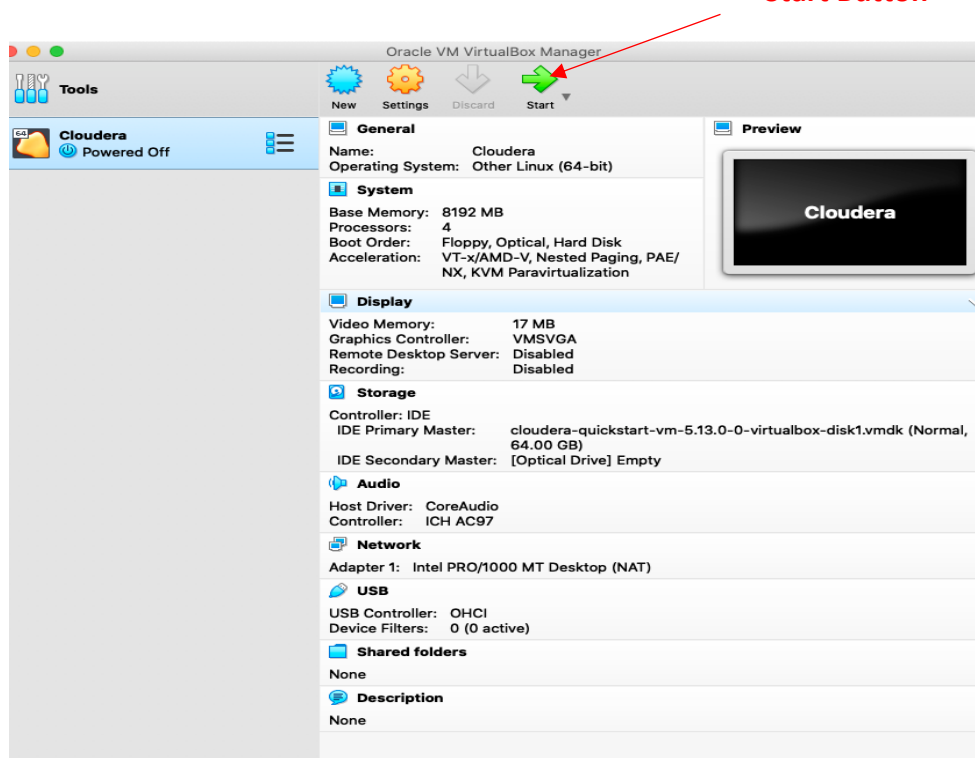 Start Button
Oracle VM VirtualBox Manager
Tools
New Settings Discard Start
64
Cloudera
Powered Off
General
Name: Cloudera
Operating System: Other Linux (64-bit)
Preview
Cloudera
System
Base Memory: 8192 MB
Processors: 4
Boot Order: Floppy, Optical, Hard Disk
Acceleration: VT-x/AMD-V, Nested Paging, PAE/
NX, KVM Paravirtualization
Display
Video Memory: 17 MB
Graphics Controller: VMSVGA
Remote Desktop Server: Disabled
Recording: Disabled
Storage
Controller: IDE
IDE Primary Master: cloudera-quickstart-vm-5.13.0-0-virtualbox-disk1.vmdk (Normal,
64.00 GB)
IDE Secondary Master: [Optical Drive] Empty
Audio
Host Driver: CoreAudio
Controller: ICH AC97
Network
Adapter 1: Intel PRO/1000 MT Desktop (NAT)
USB
USB Controller: OHCI
Device Filters: 0 (0 active)
Shared folders
None
Description
None